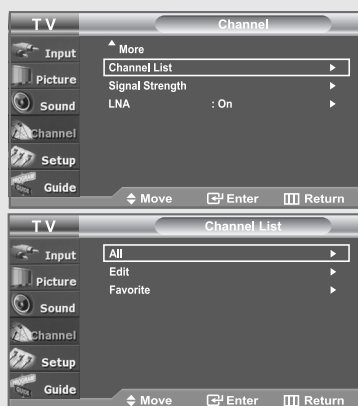 TV Channel
Input
Picture
Sound
Channel
Setup
Guide
More
Channel List
Signal Strength
LNA : On
Move Enter Return
TV Channel List
Input
Picture
Sound
Channel
Setup
Guide
All
Edit
Favorite
Move Enter Return